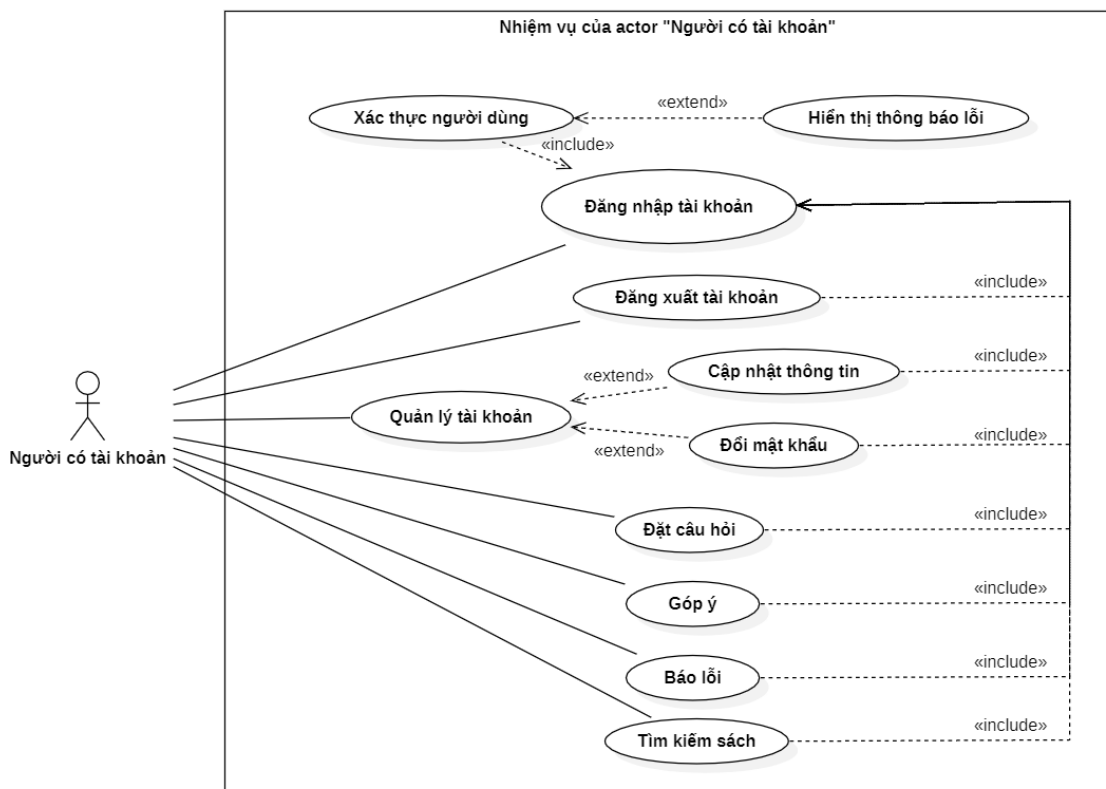 Nhiệm vụ của actor "Người có tài khoản"
«extend»
Xác thực người dùng
Hiển thị thông báo lỗi
«include»
Đăng nhập tài khoản
«include»
Đăng xuất tài khoản
«include»
Cập nhật thông tin
«extend»
Quản lý tài khoản
«include»
Đổi mật khẩu
«extend»
Người có tài khoản
«include»
Đặt câu hỏi
«include»
Góp ý
«include»
Báo lỗi
«include»
Tìm kiếm sách